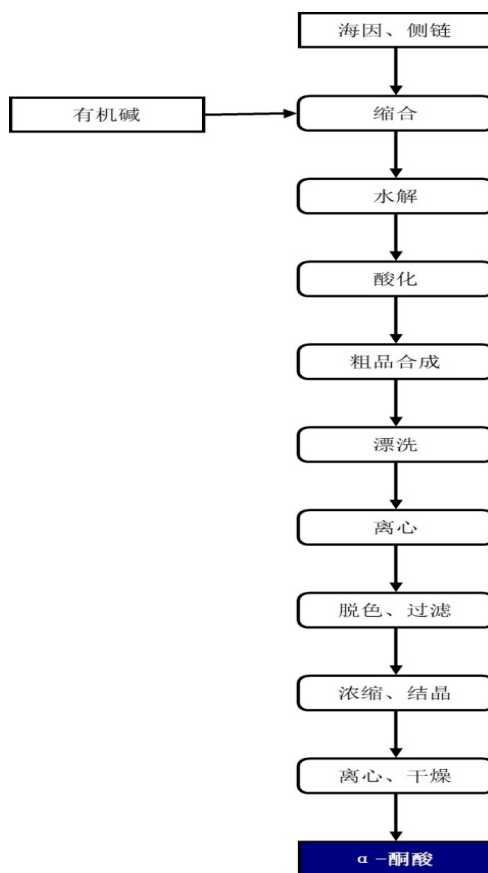 海因、侧链
有机碱
缩合
水解
酸化
粗品合成
漂洗
离心
脱色、过滤
浓缩、结晶
离心、干燥
α-酮酸